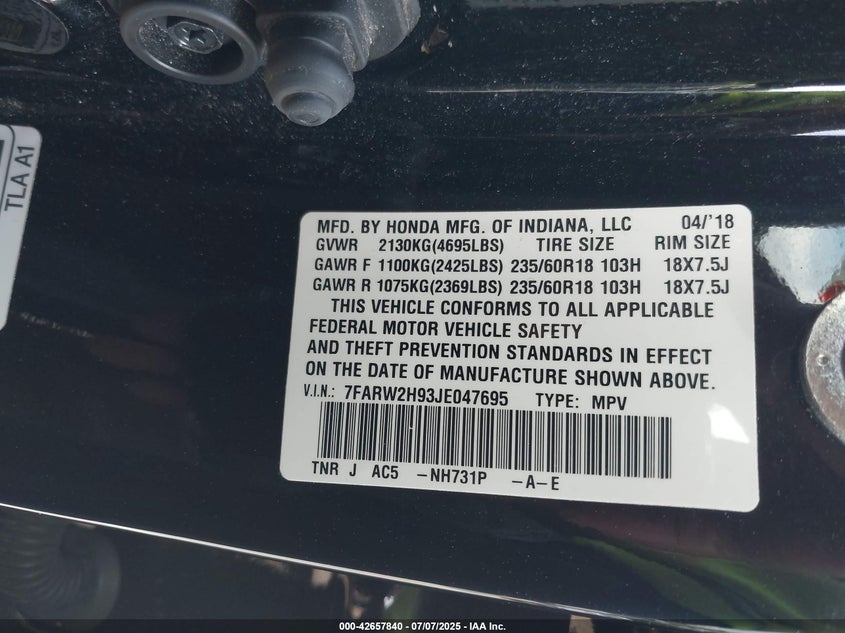 TLA A1
MFD. BY HONDA MFG. OF INDIANA, LLC 04/'18
GVWR 2130KG(4695LBS) TIRE SIZE RIM SIZE
GAWR F 1100KG(2425LBS) 235/60R18 103H 18X7.5J
GAWR R 1075KG(2369LBS) 235/60R18 103H 18X7.5J
THIS VEHICLE CONFORMS TO ALL APPLICABLE
FEDERAL MOTOR VEHICLE SAFETY
AND THEFT PREVENTION STANDARDS IN EFFECT
ON THE DATE OF MANUFACTURE SHOWN ABOVE.
V.I.N.: 7FARW2H93JE047695 TYPE: MPV
TNR J AC5 -NH731P -A-E
000-42657840 - 07/07/2025 - IAA Inc.